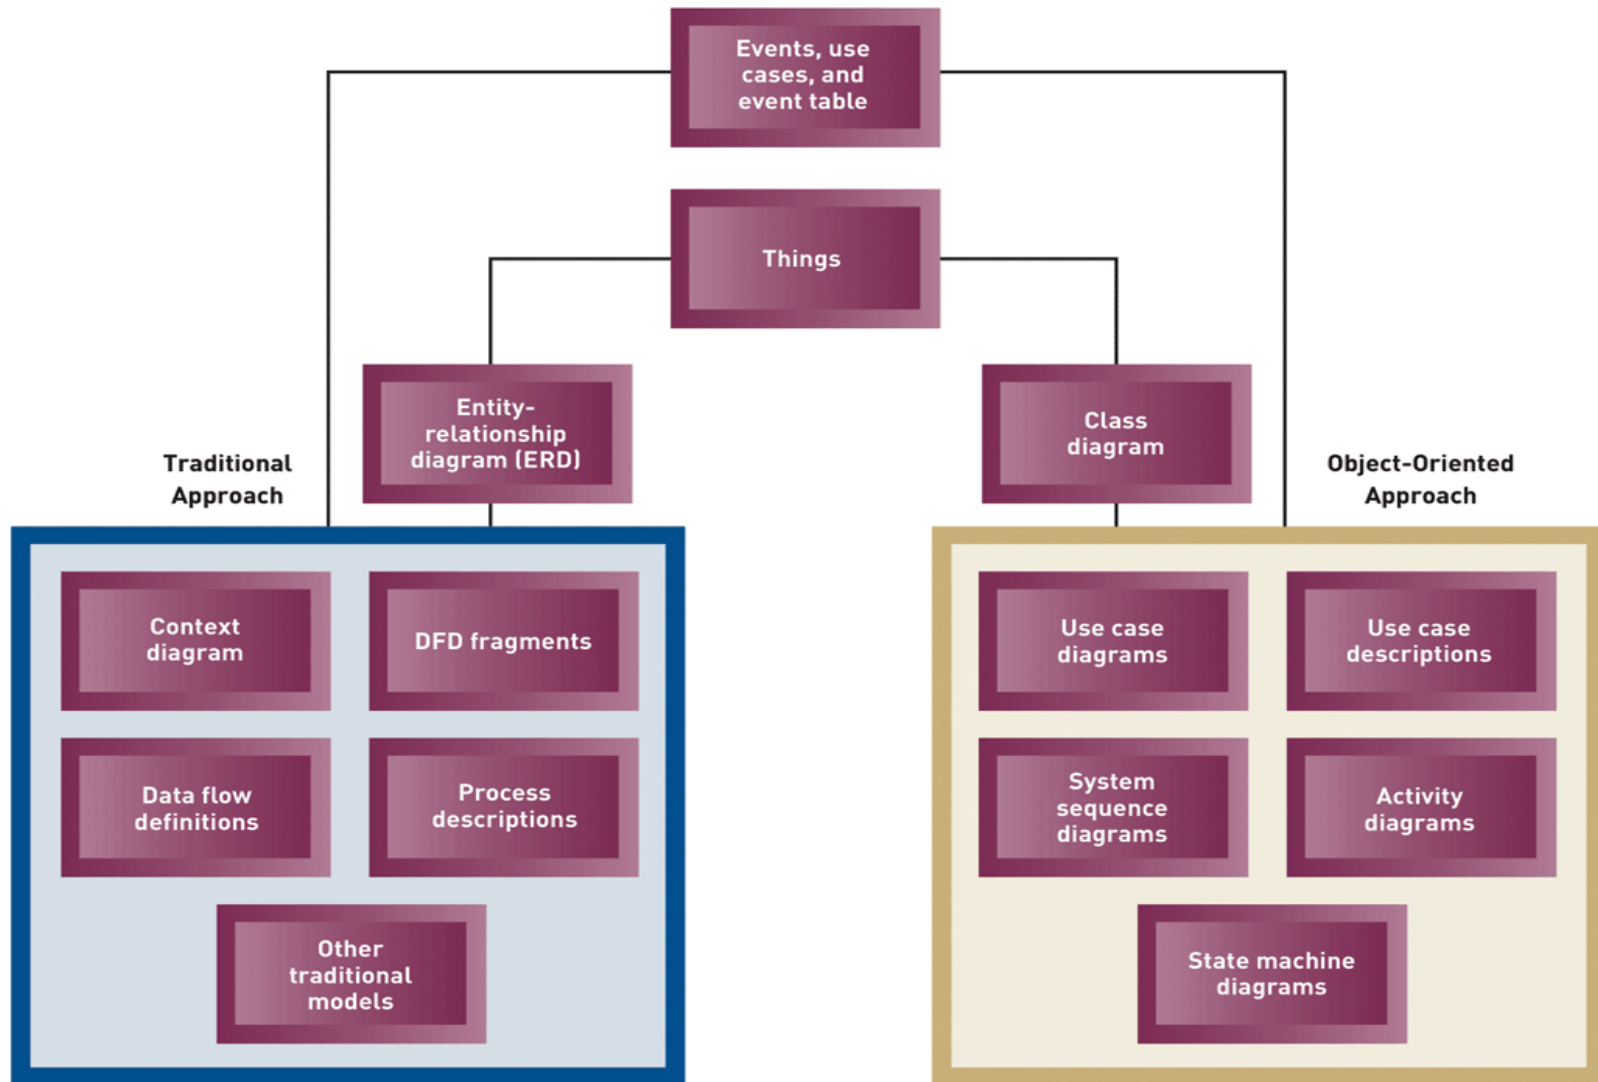 Events, use
cases, and
event table
Things
Entity-
relationship
diagram (ERD)
Class
diagram
Traditional
Approach
Object-Oriented
Approach
Context
diagram
DFD fragments
Use case
diagrams
Use case
descriptions
Data flow
definitions
Process
descriptions
System
sequence
diagrams
Activity
diagrams
Other
traditional
models
State machine
diagrams